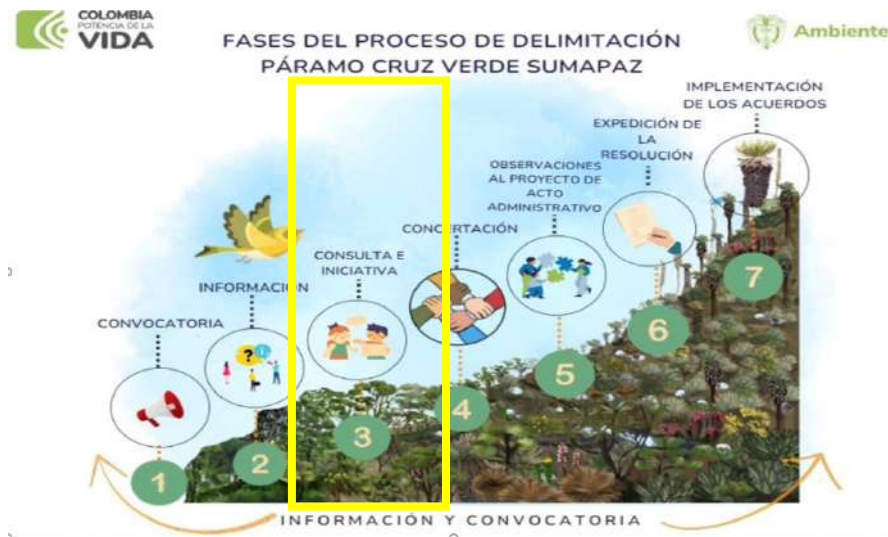 COLOMBIA
POTENCIA DE LA
VIDA
Ambiente
FASES DEL PROCESO DE DELIMITACIÓN
PÁRAMO CRUZ VERDE SUMAPAZ
IMPLEMENTACIÓN
DE LOS ACUERDOS
EXPEDICIÓN DE
LA
RESOLUCIÓN
OBSERVACIONES
AL PROYECTO DE
ACTO
ADMINISTRATIVO
CONCERTACIÓN
CONSULTA E
INICIATIVA
INFORMACIÓN
CONVOCATORIA
1
2
3
4
5
6
7
INFORMACIÓN Y CONVOCATORIA